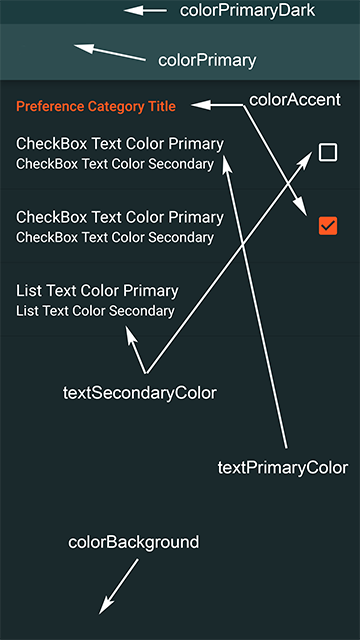 colorPrimaryDark
colorPrimary
colorAccent
Preference Category Title
CheckBox Text Color Primary
CheckBox Text Color Secondary
CheckBox Text Color Primary
CheckBox Text Color Secondary
List Text Color Primary
List Text Color Secondary
textSecondaryColor
textPrimaryColor
colorBackground